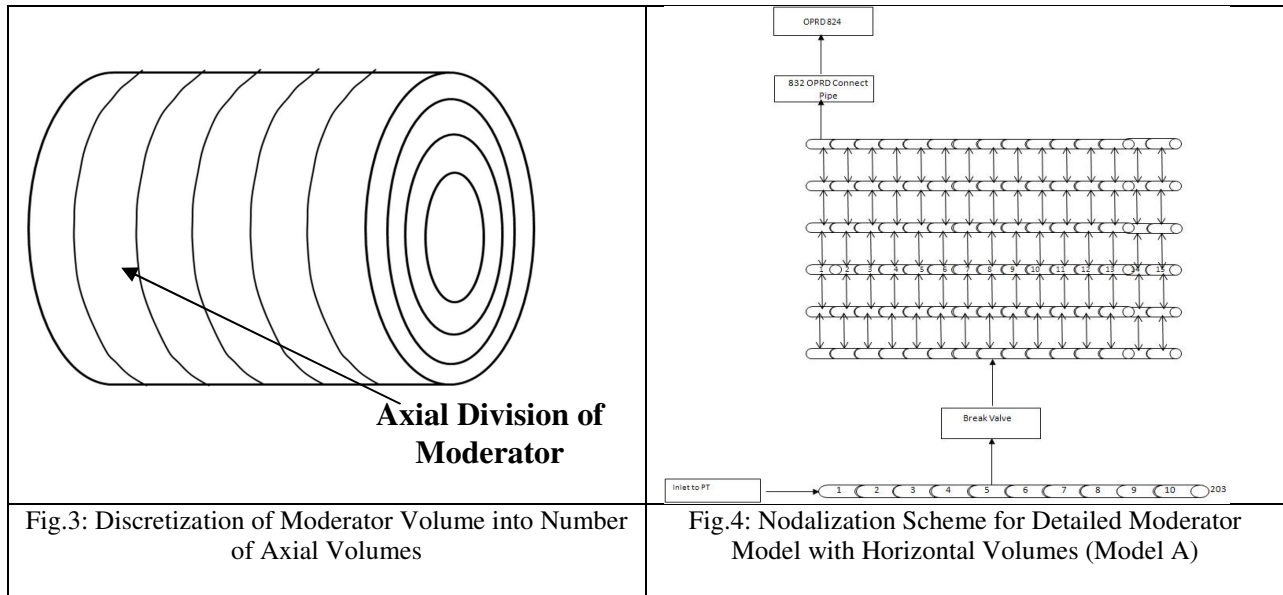 Axial Division of
Moderator
Fig.3: Discretization of Moderator Volume into Number
of Axial Volumes
OPRD 824
832 OPRD Connect
Pipe
1 2 3 4 5 6 7 8 9 10 11 12 13 14 15
Break Valve
Inlet to PT
1 2 3 4 5 6 7 8 9 10 203
Fig.4: Nodalization Scheme for Detailed Moderator
Model with Horizontal Volumes (Model A)